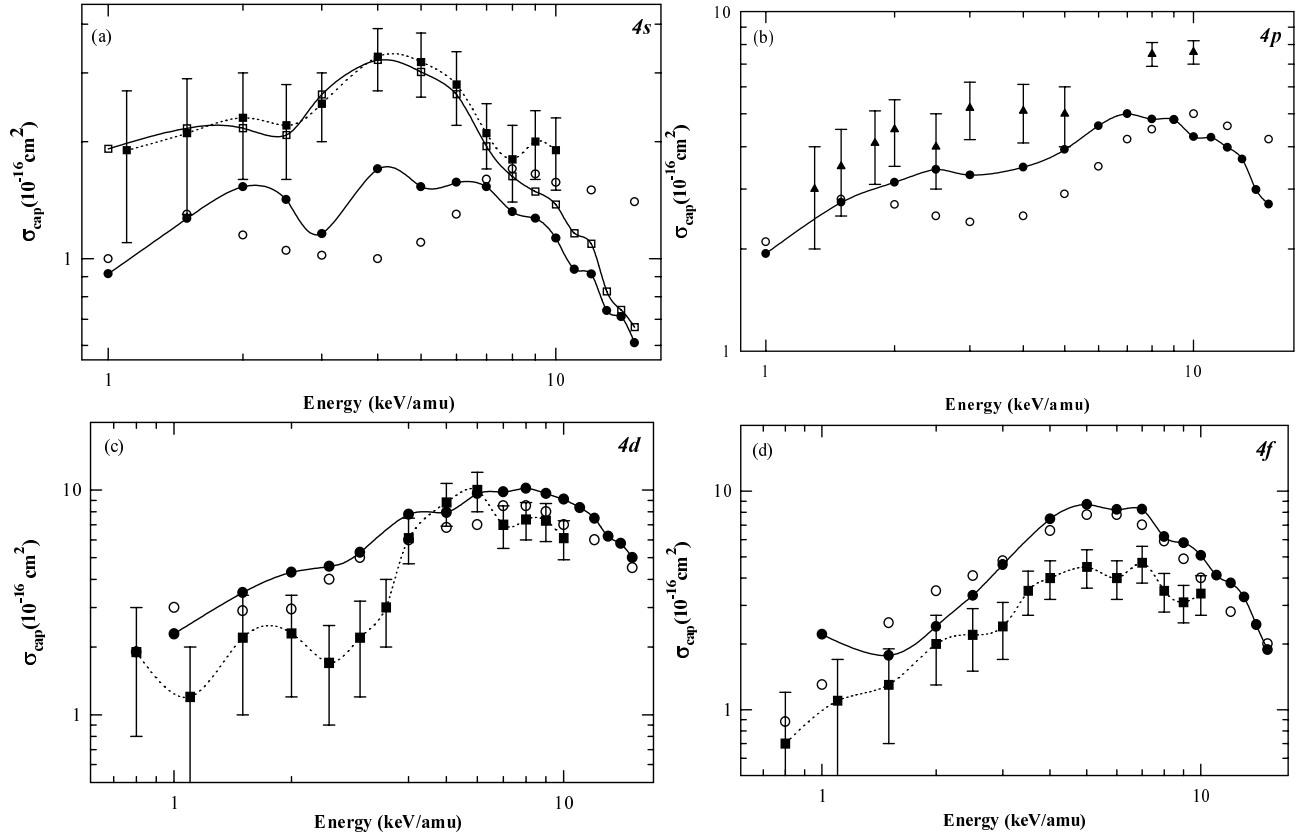 (a)
4s
σcap(10-16cm2)
1
1
10
Energy (keV/amu)
(b)
4p
10
σcap(10-16cm2)
1
1
10
Energy (keV/amu)
(c)
4d
10
σcap(10-16cm2)
1
1
10
Energy (keV/amu)
(d)
4f
10
σcap(10-16cm2)
1
1
10
Energy (keV/amu)